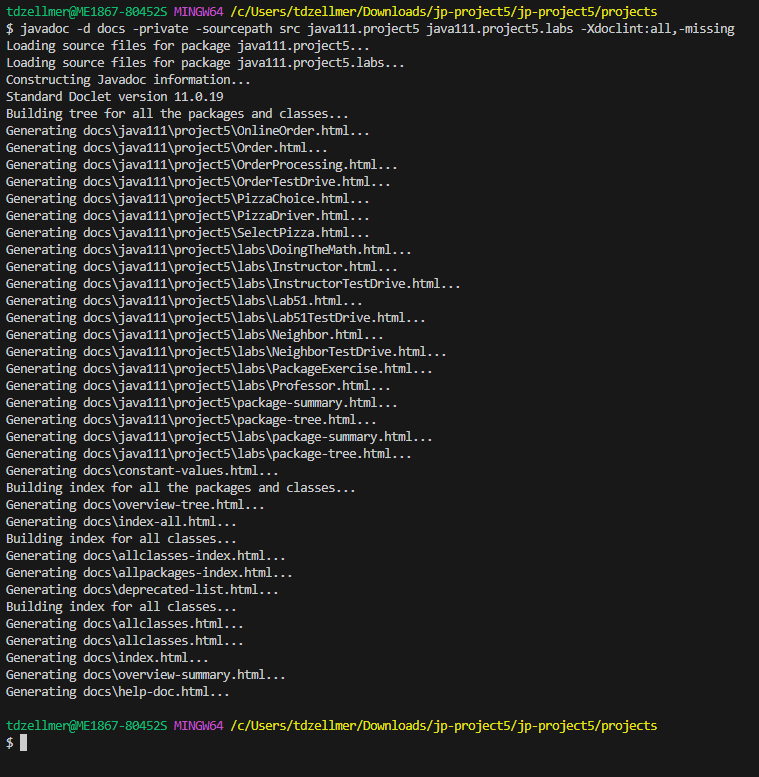 tdzellmer@ME1867-80452S MINGW64 /c/Users/tdzellmer/Downloads/jp-project5/jp-project5/projects
$ javadoc -d docs -private -sourcepath src java111.project5 java111.project5.labs -Xdoclint:all,-missing
Loading source files for package java111.project5...
Loading source files for package java111.project5.labs...
Constructing Javadoc information...
Standard Doclet version 11.0.19
Building tree for all the packages and classes...
Generating docs\java111\project5\OnlineOrder.html...
Generating docs\java111\project5\Order.html...
Generating docs\java111\project5\OrderProcessing.html...
Generating docs\java111\project5\OrderTestDrive.html...
Generating docs\java111\project5\PizzaChoice.html...
Generating docs\java111\project5\PizzaDriver.html...
Generating docs\java111\project5\SelectPizza.html...
Generating docs\java111\project5\labs\DoingTheMath.html...
Generating docs\java111\project5\labs\Instructor.html...
Generating docs\java111\project5\labs\InstructorTestDrive.html...
Generating docs\java111\project5\labs\Lab51.html...
Generating docs\java111\project5\labs\Lab51TestDrive.html...
Generating docs\java111\project5\labs\Neighbor.html...
Generating docs\java111\project5\labs\NeighborTestDrive.html...
Generating docs\java111\project5\labs\PackageExercise.html...
Generating docs\java111\project5\labs\Professor.html...
Generating docs\java111\project5\package-summary.html...
Generating docs\java111\project5\package-tree.html...
Generating docs\java111\project5\labs\package-summary.html...
Generating docs\java111\project5\labs\package-tree.html...
Generating docs\constant-values.html...
Building index for all the packages and classes...
Generating docs\overview-tree.html...
Generating docs\index-all.html...
Building index for all classes...
Generating docs\allclasses-index.html...
Generating docs\allpackages-index.html...
Generating docs\deprecated-list.html...
Building index for all classes...
Generating docs\allclasses.html...
Generating docs\allclasses.html...
Generating docs\index.html...
Generating docs\overview-summary.html...
Generating docs\help-doc.html...
tdzellmer@ME1867-80452S MINGW64 /c/Users/tdzellmer/Downloads/jp-project5/jp-project5/projects
$